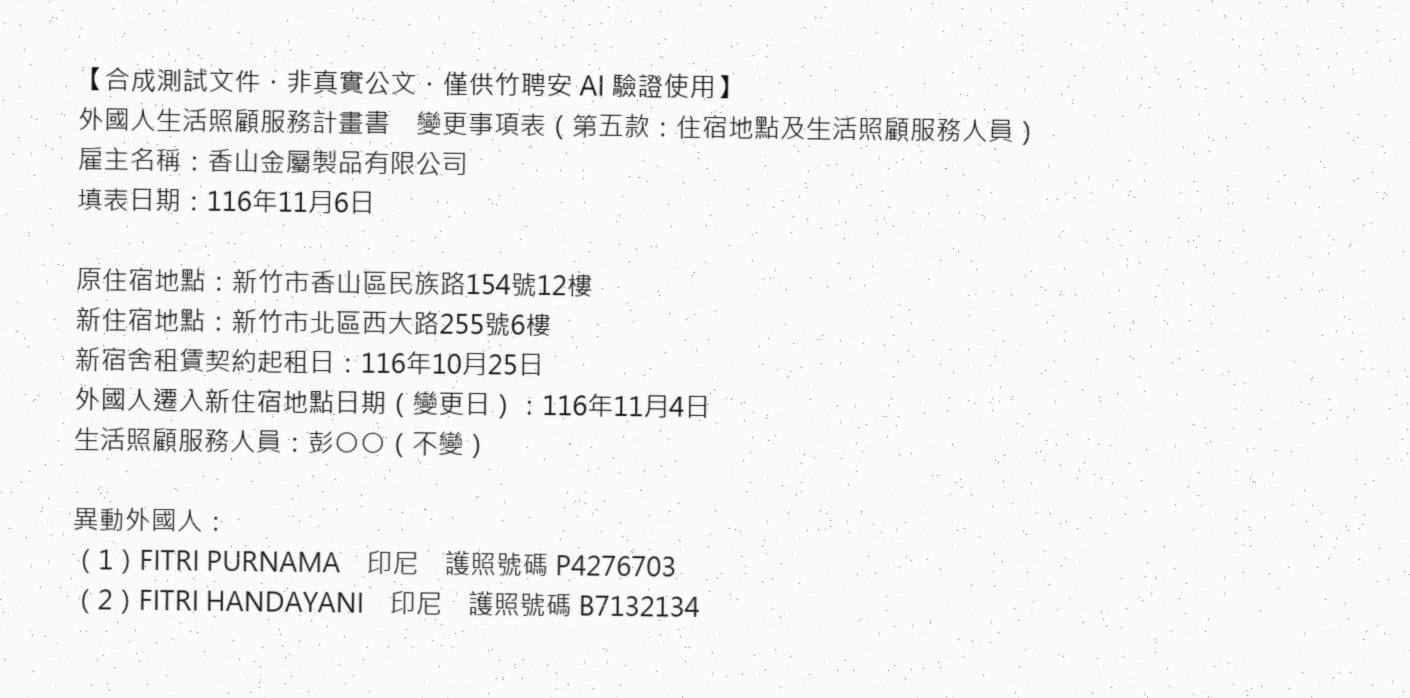 【合成測試文件．非真實公文．僅供竹聘安 AI 驗證使用】
外國人生活照顧服務計畫書　變更事項表（第五款：住宿地點及生活照顧服務人員）
雇主名稱：香山金屬製品有限公司
填表日期：116年11月6日
原住宿地點：新竹市香山區民族路154號12樓
新住宿地點：新竹市北區西大路255號6樓
新宿舍租賃契約起租日：116年10月25日
外國人遷入新住宿地點日期（變更日）：116年11月4日
生活照顧服務人員：彭〇〇（不變）
異動外國人：
（1）FITRI PURNAMA　印尼　護照號碼 P4276703
（2）FITRI HANDAYANI　印尼　護照號碼 B7132134